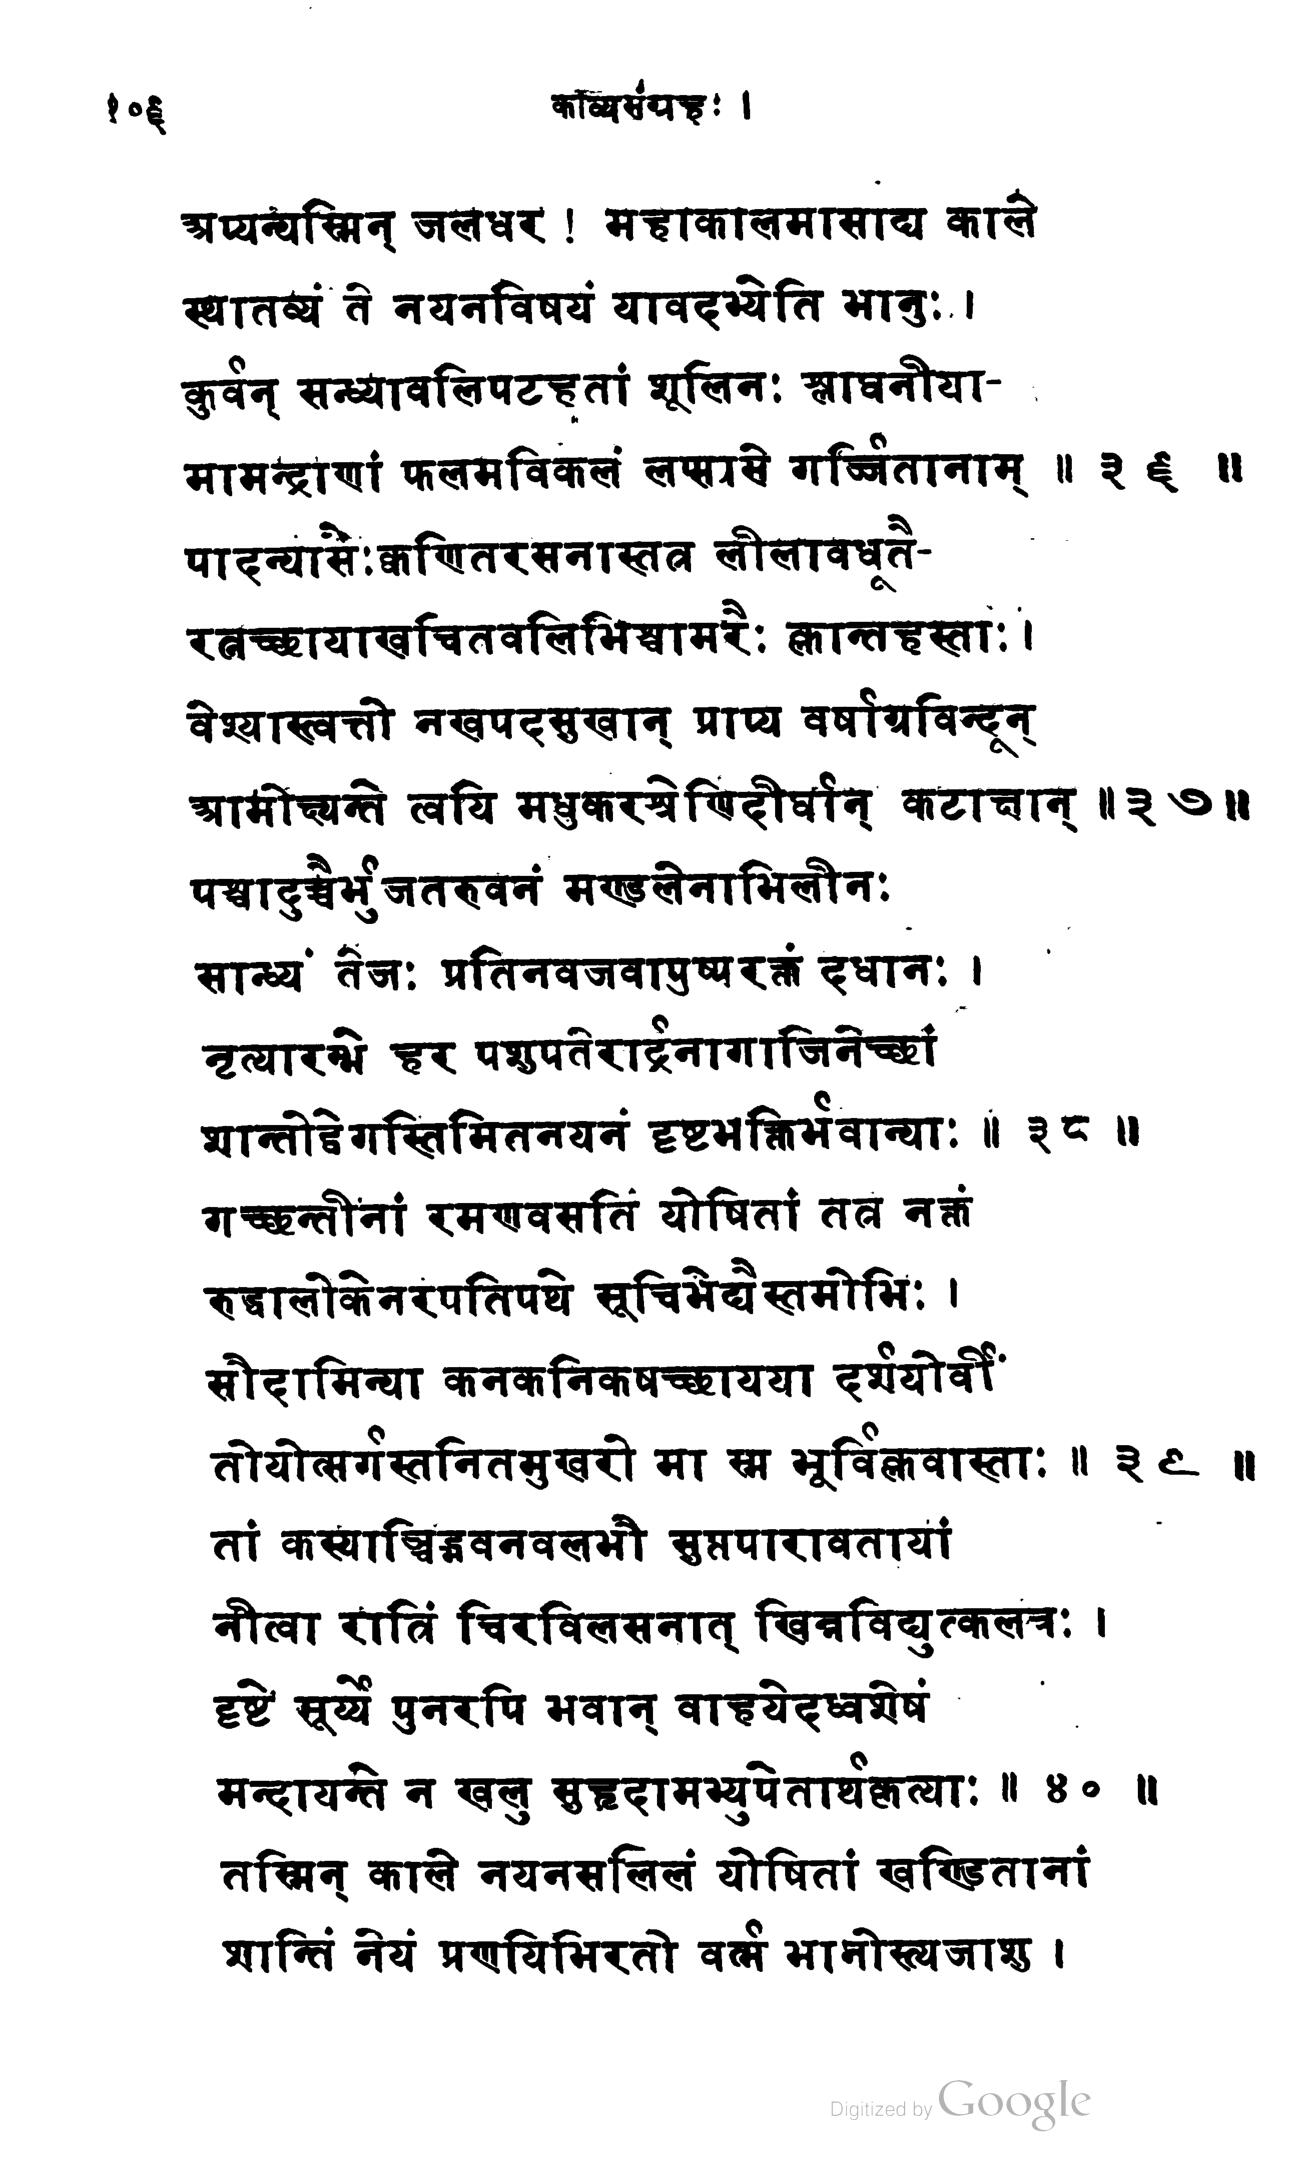 १०६ काव्यसंग्रहः ।
अप्यन्यस्मिन् जलधर ! महाकालमासाद्य काले
स्थातव्यं ते नयनविषयं यावदभ्येति भानुः ।
कुर्वन् सन्ध्यावलिपटहतां शूलिनः श्लाघनीया-
मामन्द्राणां फलमविकलं लप्स्यसे गर्ज्जितानाम् ॥ ३६ ॥
पादन्यासैःक्वणितरसनास्तत्र लीलावधूतै-
रत्नच्छायाखचितवलिभिश्चामरैः क्लान्तहस्ताः ।
वेश्यास्त्वत्तो नखपदसुखान् प्राप्य वर्षाग्रविन्दून्
आमोक्ष्यन्ते त्वयि मधुकरश्रेणिदीर्घान् कटाक्षान् ॥ ३७ ॥
पश्चादुच्चैर्भुजतरुवनं मण्डलेनाभिलीनः
सान्ध्यं तेजः प्रतिनवजवापुष्परक्तं दधानः ।
नृत्यारम्भे हर पशुपतेरार्द्रनागाजिनेच्छां
शान्तोद्वेगस्तिमितनयनं दृष्टभक्तिर्भवान्याः ॥ ३८ ॥
गच्छन्तीनां रमणवसतिं योषितां तत्र नक्तं
रुद्धालोकेनरपतिपथे सूचिभेद्यैस्तमोभिः ।
सौदामिन्या कनकनिकषच्छायया दर्शयोर्वीं
तोयोत्सर्गस्तनितमुखरो मा स्म भूर्विक्लवास्ताः ॥ ३९ ॥
तां कस्याञ्चिद्भवनवलभौ सुप्तपारावतायां
नीत्वा रात्रिं चिरविलसनात् खिन्नविद्युत्कलत्रः ।
दृष्टे सूर्य्ये पुनरपि भवान् वाहयेदध्वशेषं
मन्दायन्ते न खलु सुहृदामभ्युपेतार्थकृत्याः ॥ ४० ॥
तस्मिन् काले नयनसलिलं योषितां खण्डितानां
शान्तिं नेयं प्रणयिभिरतो वर्त्म भानोस्त्यजाशु ।
Digitized by Google